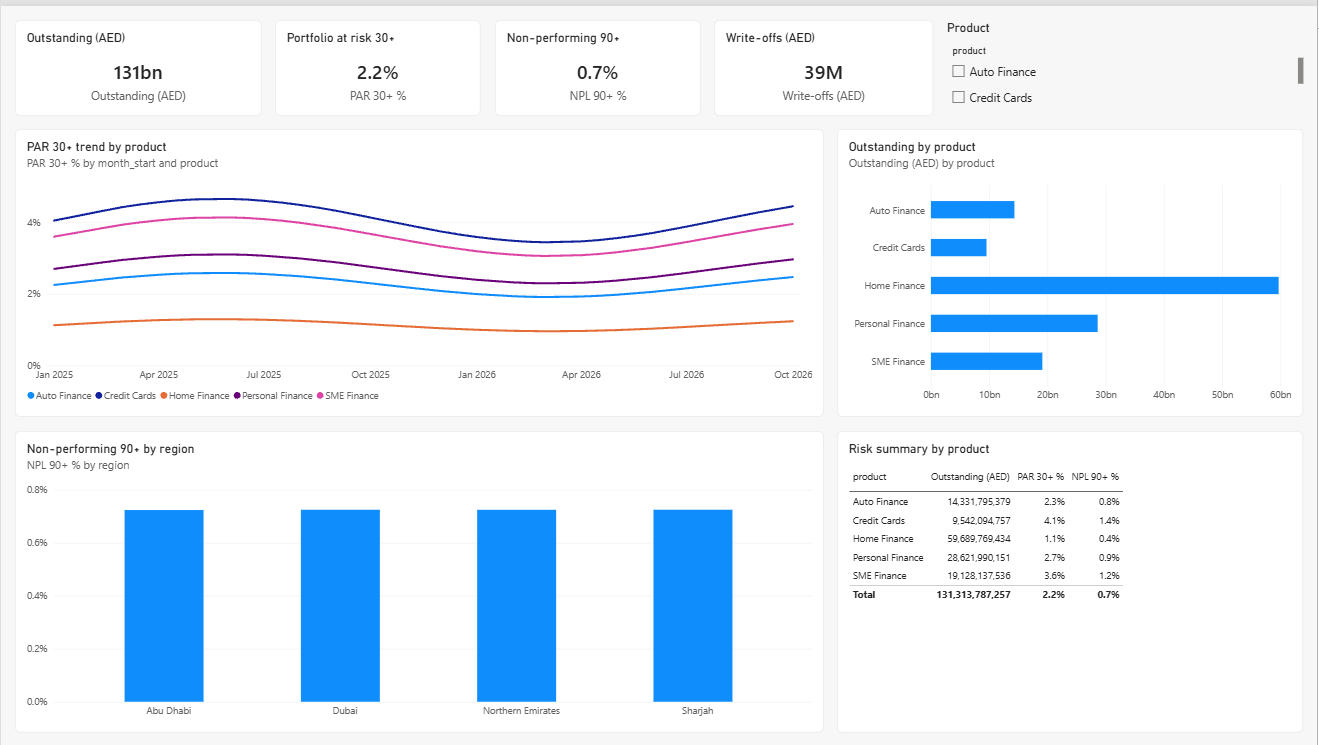 Outstanding (AED)
131bn
Outstanding (AED)
Portfolio at risk 30+
2.2%
PAR 30+ %
Non-performing 90+
0.7%
NPL 90+ %
Write-offs (AED)
39M
Write-offs (AED)
Product
product
Auto Finance
Credit Cards
PAR 30+ trend by product
PAR 30+ % by month_start and product
4%
2%
0%
Jan 2025 Apr 2025 Jul 2025 Oct 2025 Jan 2026 Apr 2026 Jul 2026 Oct 2026
Auto Finance Credit Cards Home Finance Personal Finance SME Finance
Outstanding by product
Outstanding (AED) by product
Auto Finance
Credit Cards
Home Finance
Personal Finance
SME Finance
0bn 10bn 20bn 30bn 40bn 50bn 60bn
Non-performing 90+ by region
NPL 90+ % by region
0.8%
0.6%
0.4%
0.2%
0.0%
Abu Dhabi Dubai Northern Emirates Sharjah
Risk summary by product
product Outstanding (AED) PAR 30+ % NPL 90+ %
Auto Finance 14,331,795,379 2.3% 0.8%
Credit Cards 9,542,094,757 4.1% 1.4%
Home Finance 59,689,769,434 1.1% 0.4%
Personal Finance 28,621,990,151 2.7% 0.9%
SME Finance 19,128,137,536 3.6% 1.2%
Total 131,313,787,257 2.2% 0.7%